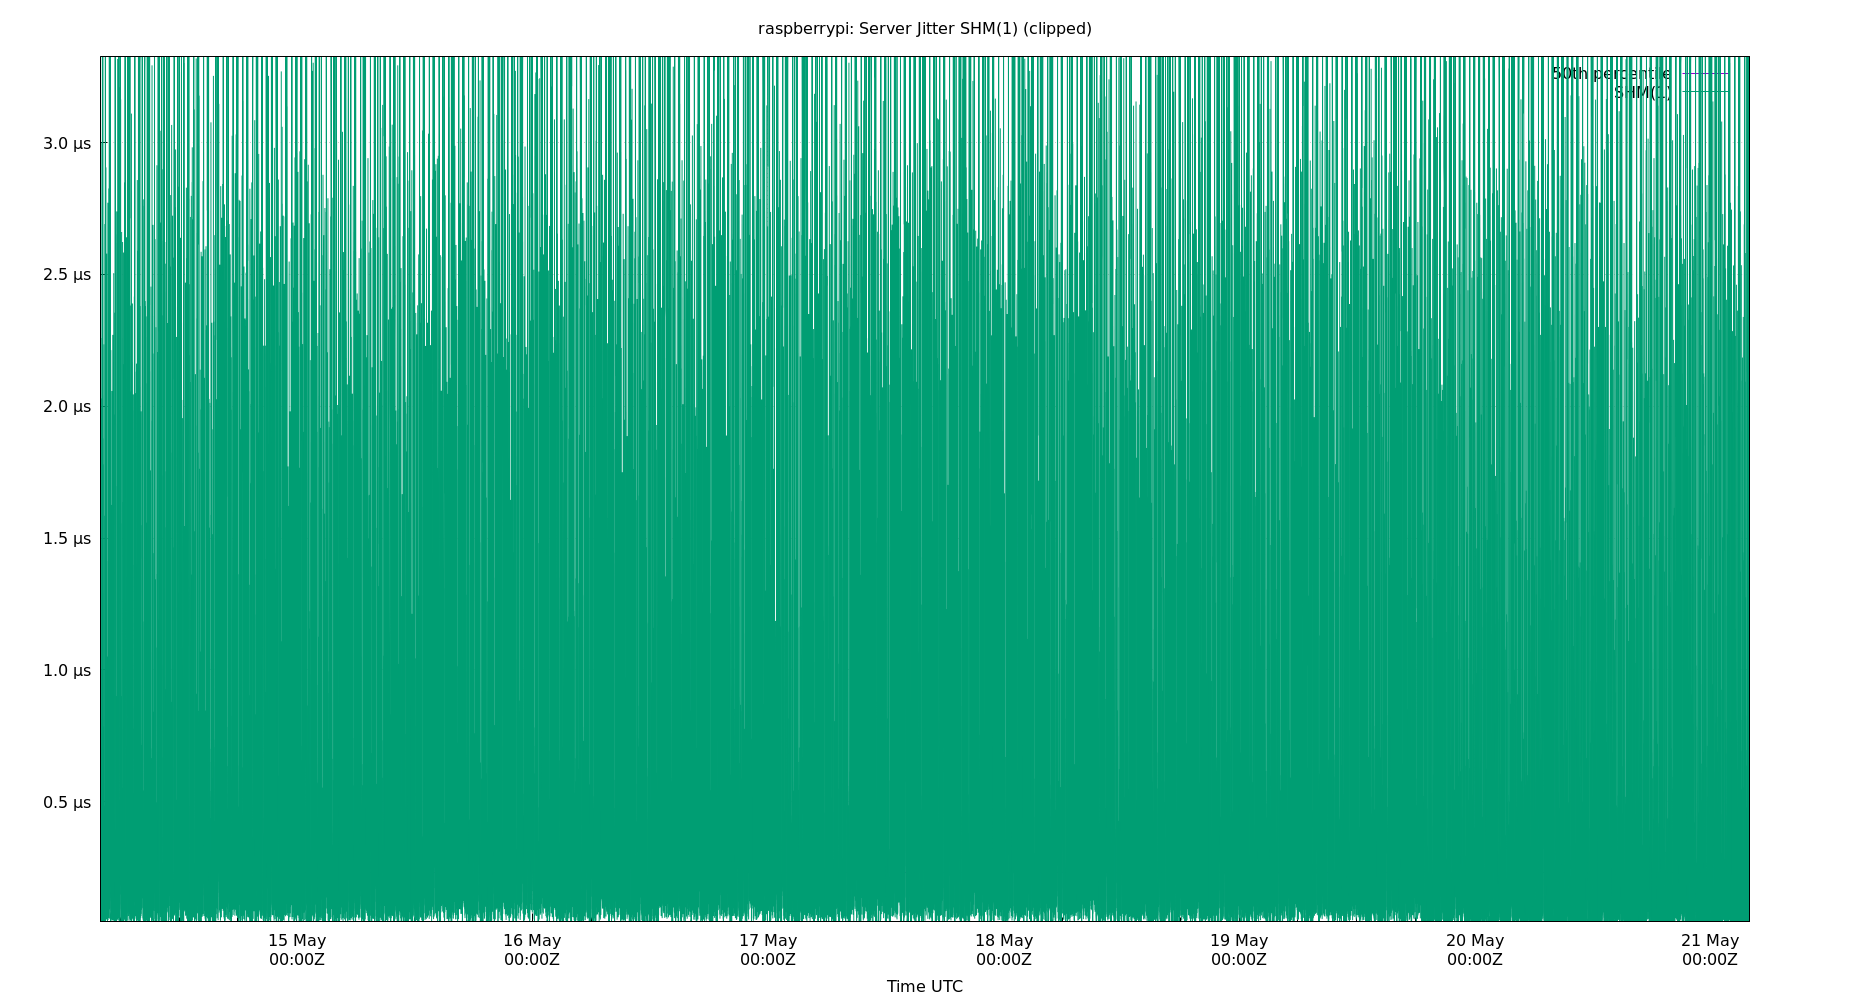 raspberrypi: Server Jitter SHM(1) (clipped)
50th percentile
SHM(1)
3.0 µs
2.5 µs
2.0 µs
1.5 µs
1.0 µs
0.5 µs
15 May 16 May 17 May 18 May 19 May 20 May 21 May
00:00Z 00:00Z 00:00Z 00:00Z 00:00Z 00:00Z 00:00Z
Time UTC